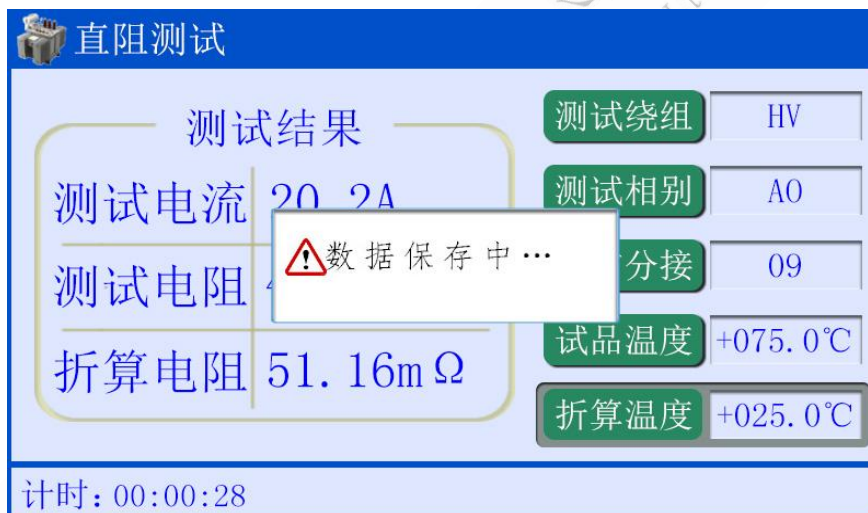 直阻测试
测试结果
测试电流 20.2A
测试电阻
折算电阻 51.16mΩ
数据保存中…
测试绕组 HV
测试相别 AO
分接 09
试品温度 +075.0℃
折算温度 +025.0℃
计时:00:00:28